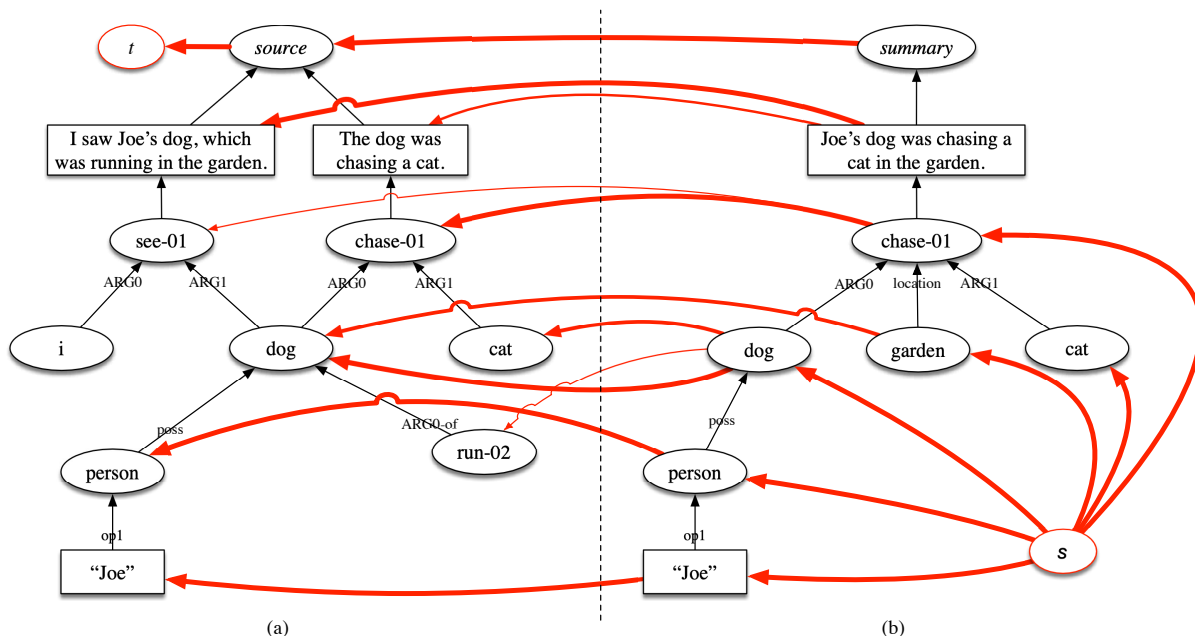 t
source
summary
I saw Joe's dog, which
was running in the garden.
The dog was
chasing a cat.
Joe's dog was chasing a
cat in the garden.
see-01
chase-01
chase-01
ARG0
ARG1
ARG0
ARG1
ARG0
location
ARG1
i
dog
cat
dog
garden
cat
poss
ARG0-of
poss
person
run-02
person
op1
op1
“Joe”
“Joe”
s
(a)
(b)